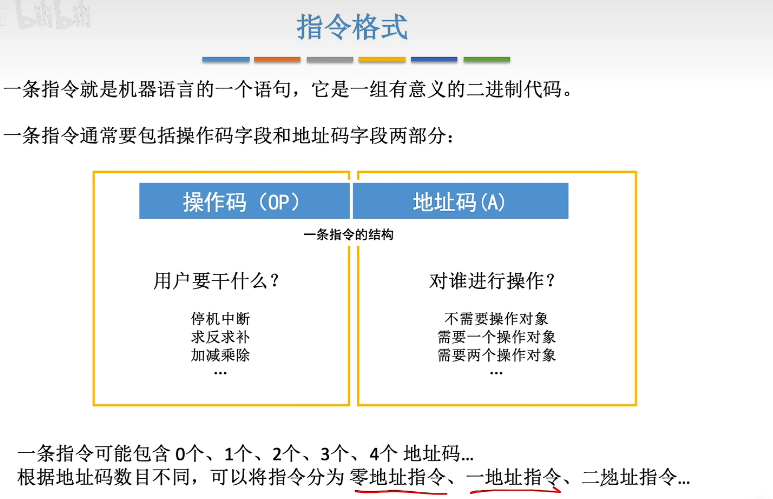 bilibili
指令格式
一条指令就是机器语言的一个语句，它是一组有意义的二进制代码。
一条指令通常要包括操作码字段和地址码字段两部分：
操作码（OP） 地址码(A)
一条指令的结构
用户要干什么？ 对谁进行操作？
停机中断 不需要操作对象
求反求补 需要一个操作对象
加减乘除 需要两个操作对象
… …
一条指令可能包含 0个、1个、2个、3个、4个 地址码…
根据地址码数目不同，可以将指令分为 零地址指令、一地址指令、二地址指令…